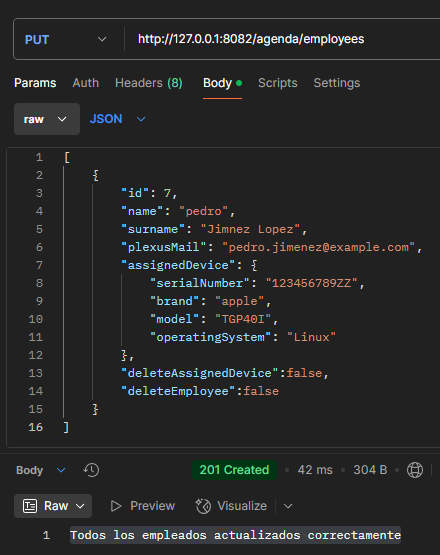 PUT http://127.0.0.1:8082/agenda/employees
Params Auth Headers (8) Body Scripts Settings
raw JSON
1 [
2 {
3 "id": 7,
4 "name": "pedro",
5 "surname": "Jimnez Lopez",
6 "plexusMail": "pedro.jimenez@example.com",
7 "assignedDevice": {
8 "serialNumber": "123456789ZZ",
9 "brand": "apple",
10 "model": "TGP40I",
11 "operatingSystem": "Linux"
12 },
13 "deleteAssignedDevice":false,
14 "deleteEmployee":false
15 }
16 ]
Body 201 Created 42 ms 304 B
Raw Preview Visualize
1 Todos los empleados actualizados correctamente